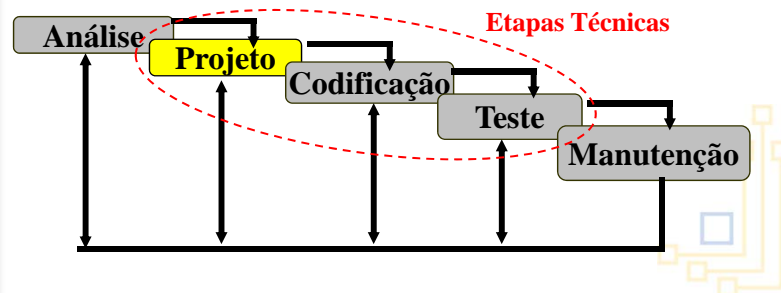 Etapas Técnicas
Análise
Projeto
Codificação
Teste
Manutenção